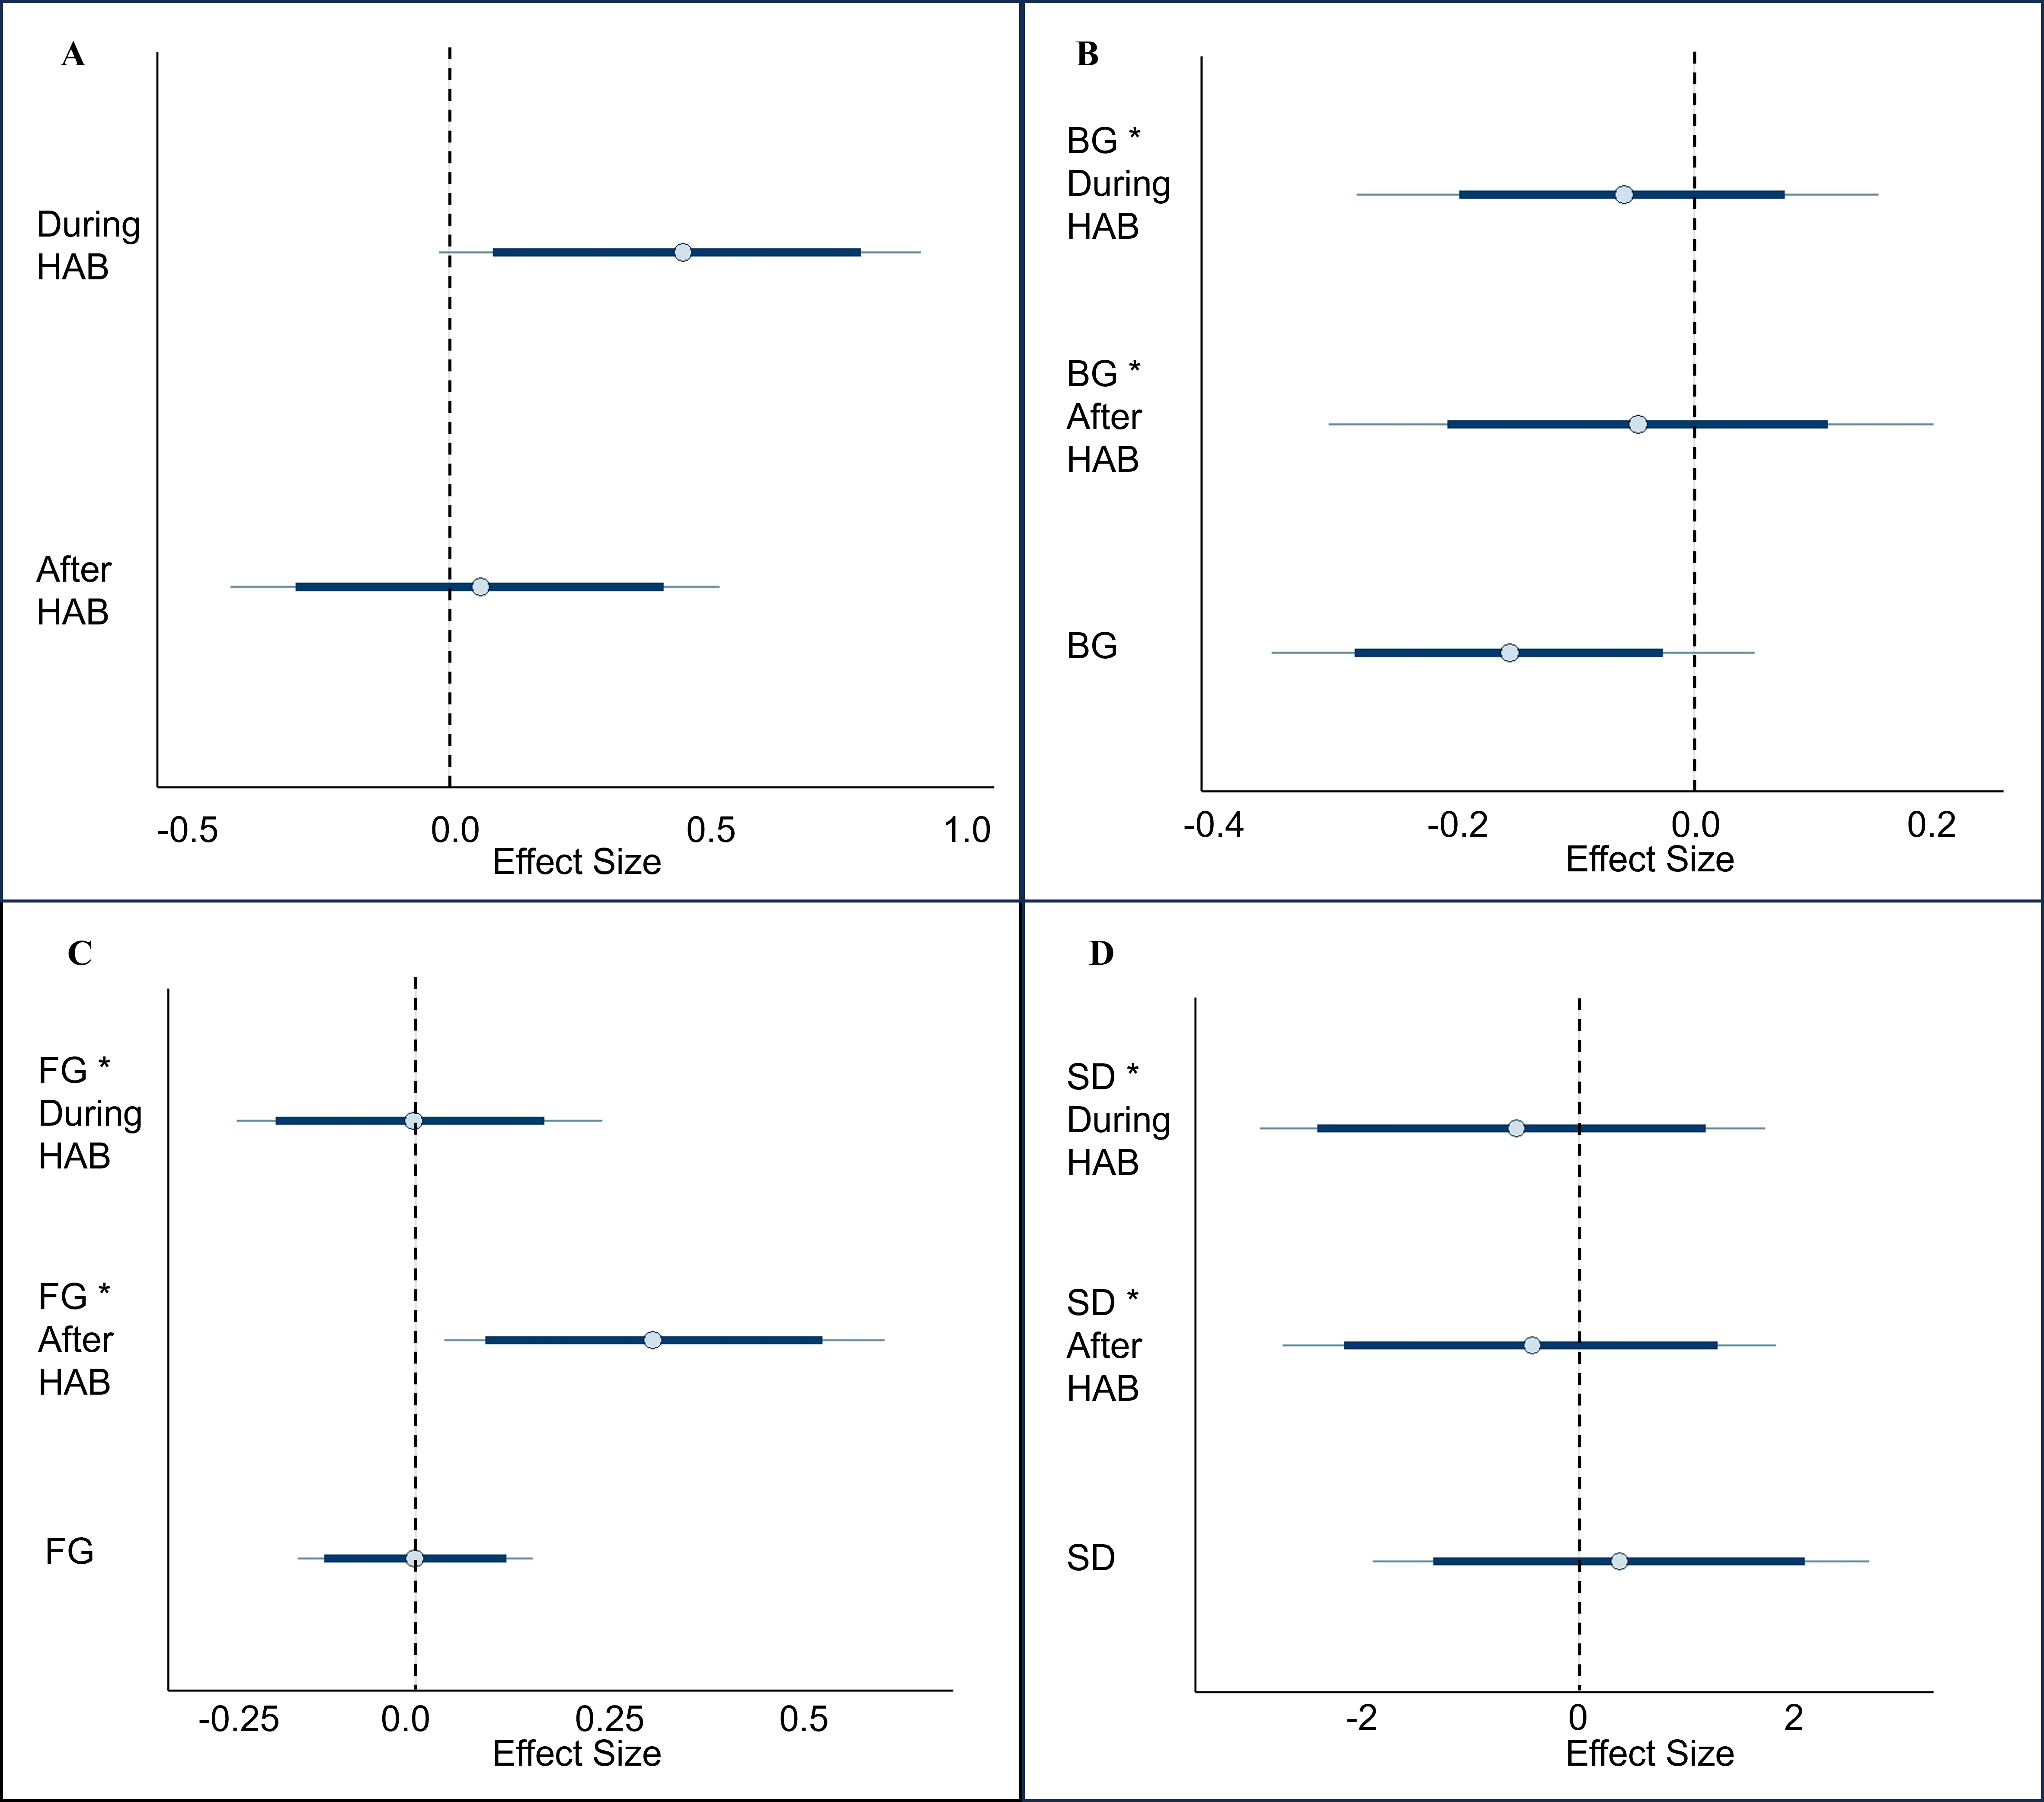 A
During
HAB
After
HAB
-0.5
0.0
0.5
1.0
Effect Size
B
BG *
During
HAB
BG *
After
HAB
BG
-0.4
-0.2
0.0
0.2
Effect Size
C
FG *
During
HAB
FG *
After
HAB
FG
-0.25
0.0
0.25
0.5
Effect Size
D
SD *
During
HAB
SD *
After
HAB
SD
-2
0
2
Effect Size